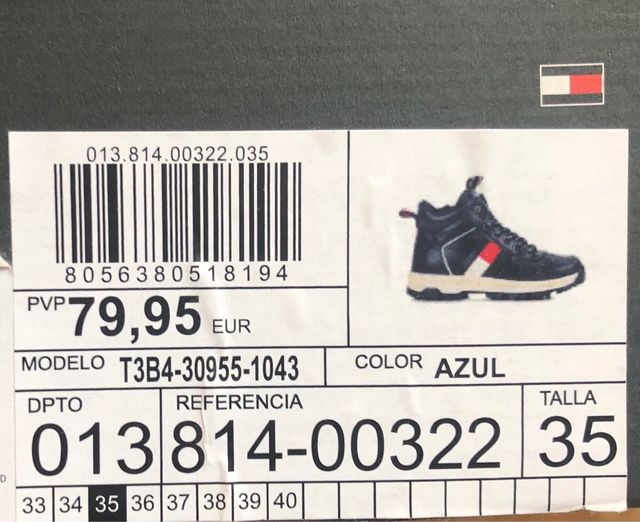 013.814.00322.035
8056380518194
PVP 79,95 EUR
MODELO T3B4-30955-1043
COLOR AZUL
DPTO REFERENCIA TALLA
013 814-00322 35
33 34 35 36 37 38 39 40